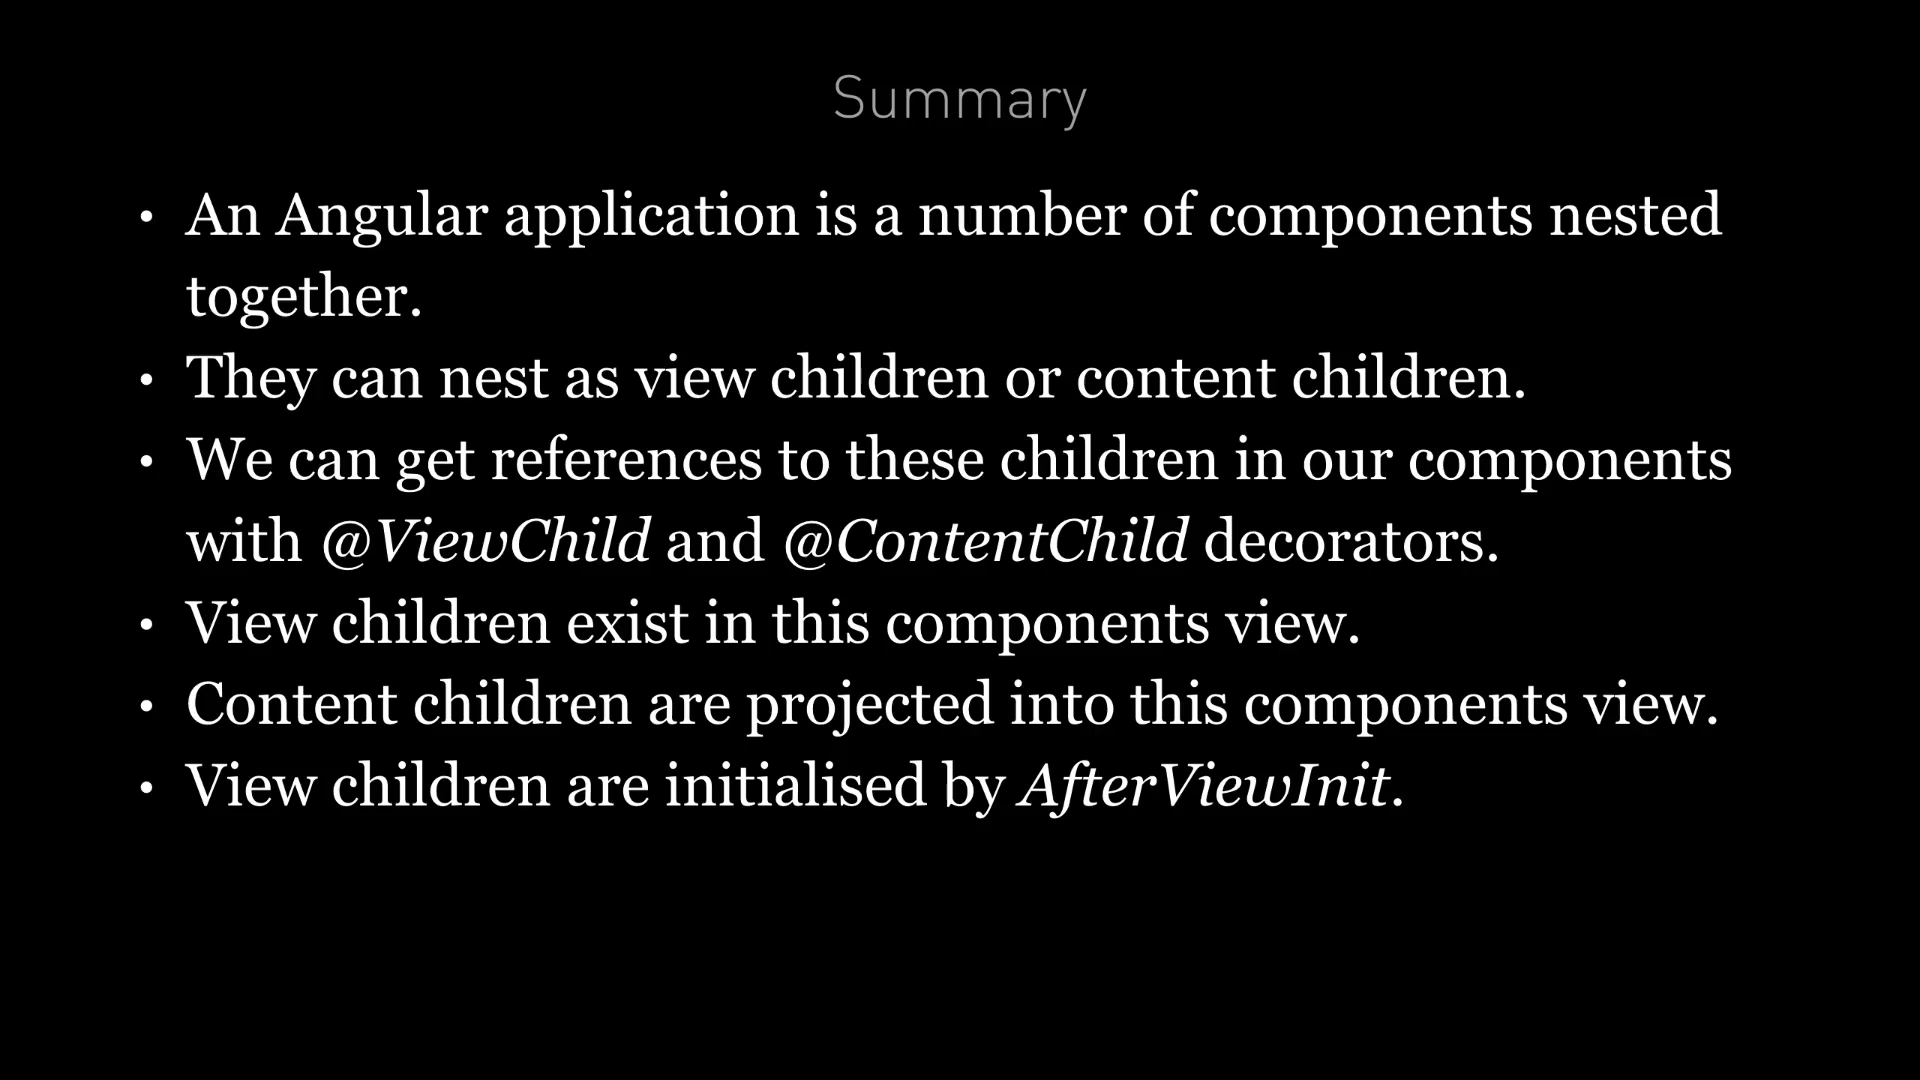 Summary
• An Angular application is a number of components nested
together.
• They can nest as view children or content children.
• We can get references to these children in our components
with @ViewChild and @ContentChild decorators.
• View children exist in this components view.
• Content children are projected into this components view.
• View children are initialised by AfterViewInit.